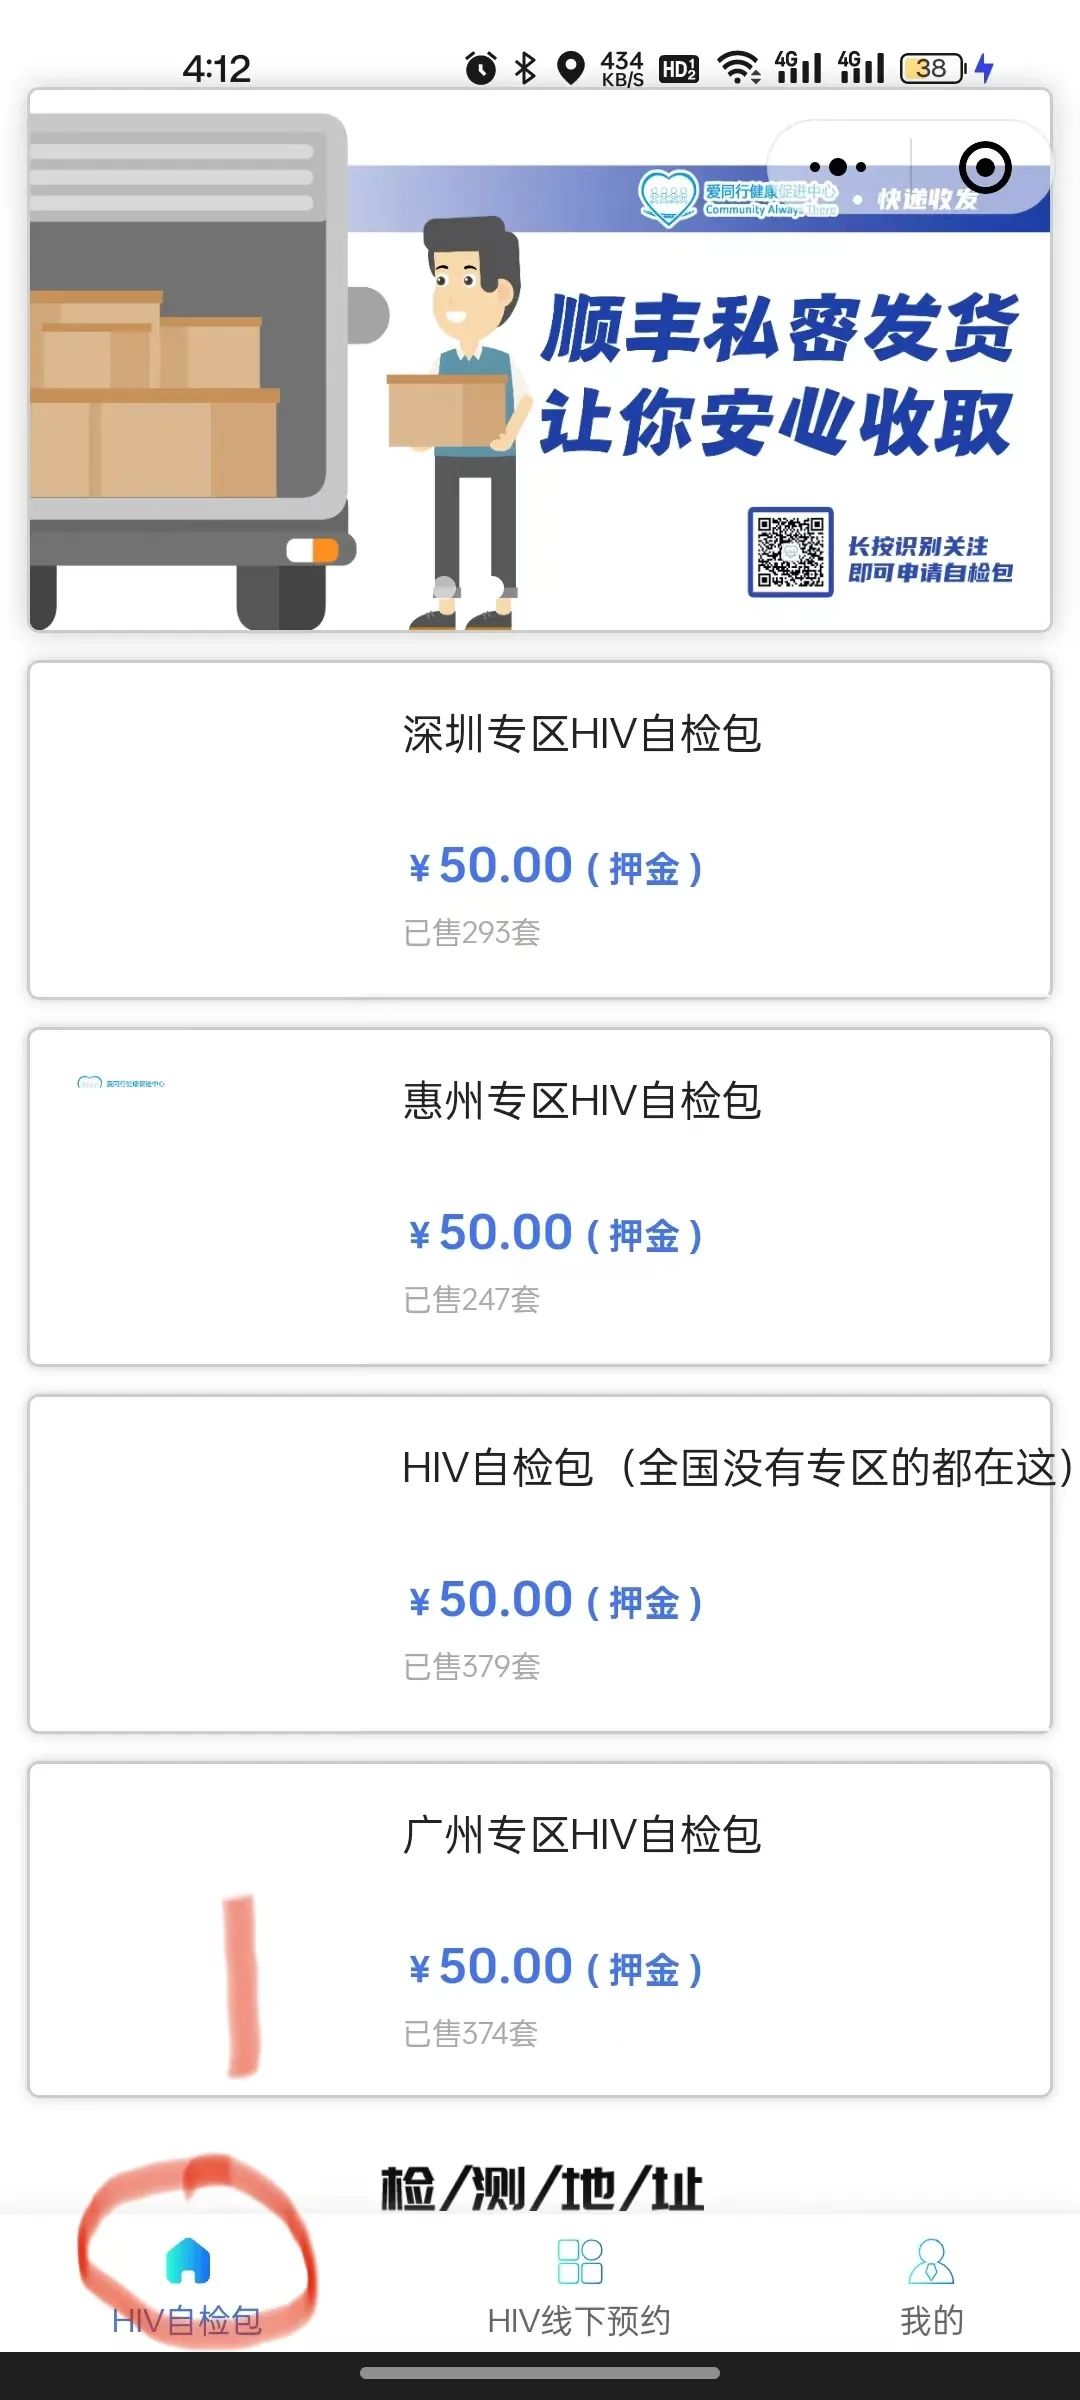 4:12
434
KB/S
HD 1 2
4G
4G
38
爱同行健康促进中心
Community Always There
• 快递收发
顺丰私密发货
让你安心收取
长按识别关注
即可申请自检包
深圳专区HIV自检包
¥50.00 ( 押金 )
已售293套
爱同行健康促进中心
惠州专区HIV自检包
¥50.00 ( 押金 )
已售247套
HIV自检包（全国没有专区的都在这）
¥50.00 ( 押金 )
已售379套
广州专区HIV自检包
¥50.00 ( 押金 )
已售374套
检/测/地/址
HIV自检包
HIV线下预约
我的